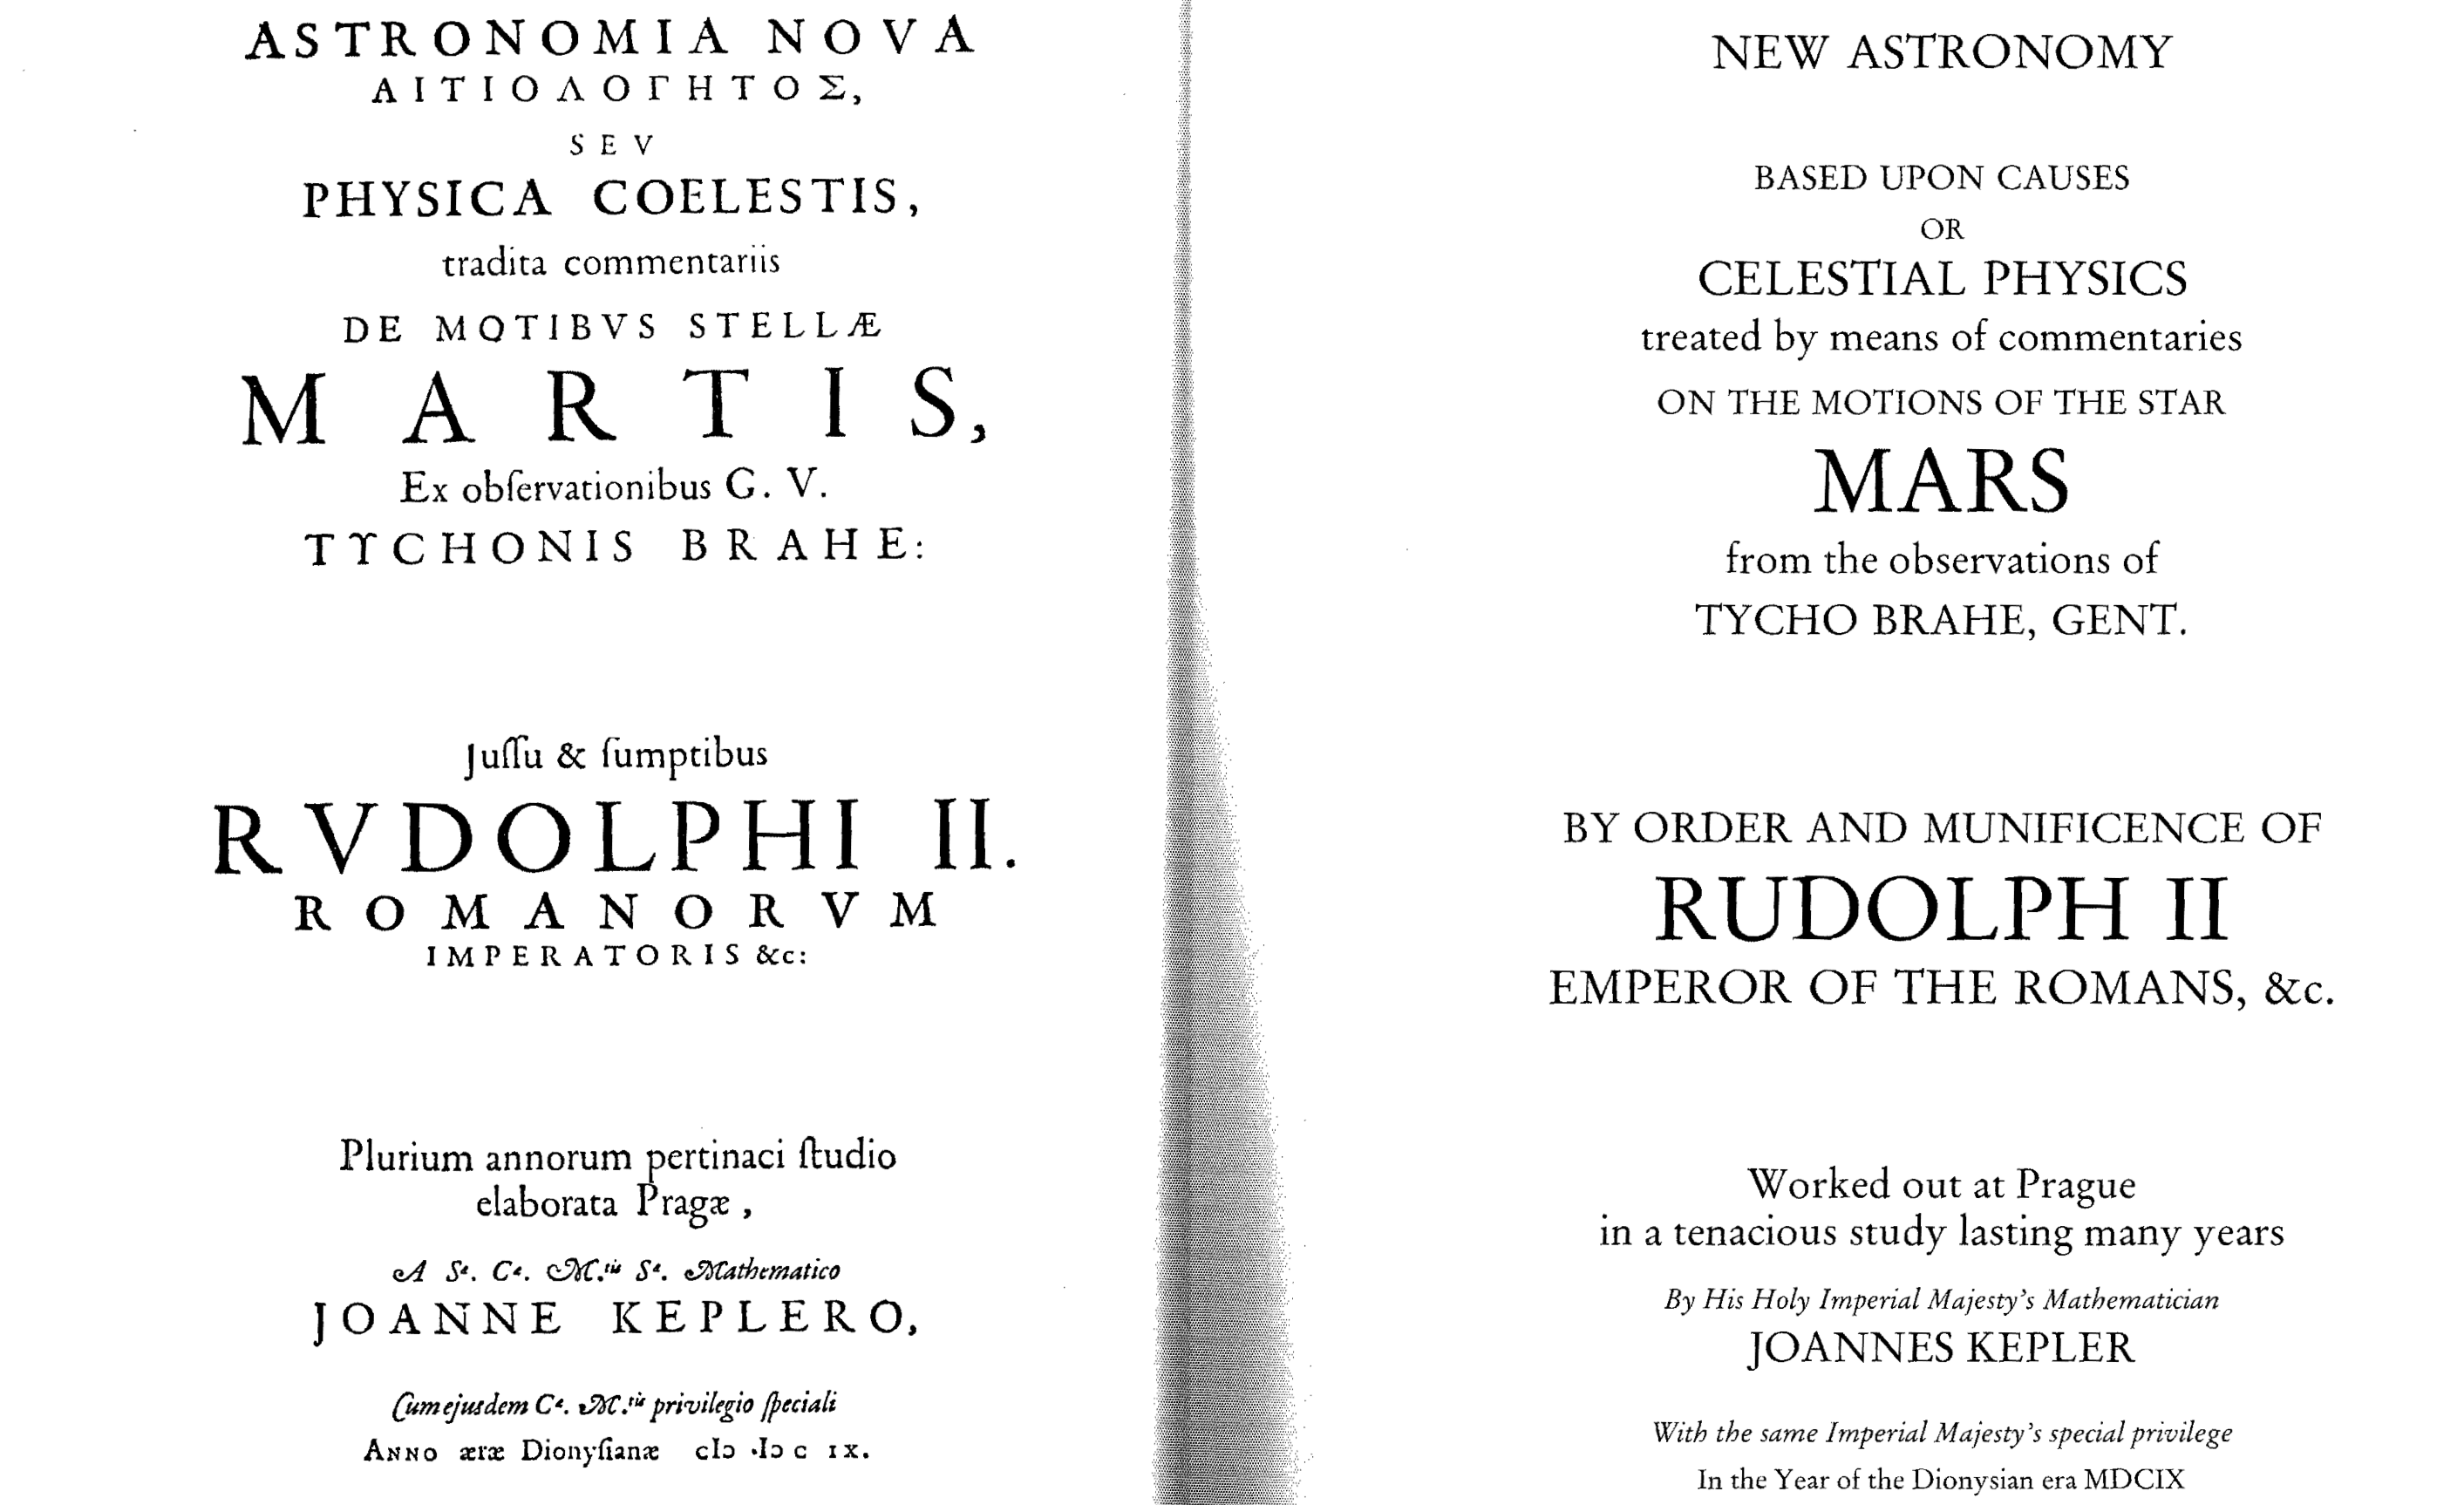 ASTRONOMIA NOVA
ΑΙΤΙΟΛΟΓΗΤΟΣ,
SEV
PHYSICA COELESTIS,
tradita commentariis
DE MOTIBVS STELLÆ
MARTIS,
Ex obſervationibus G. V.
TYCHONIS BRAHE:
Juſſu & ſumptibus
RVDOLPHI II.
ROMANORVM
IMPERATORIS &c:
Plurium annorum pertinaci ſtudio
elaborata Pragæ,
A Sᵃ. Cᵃ. M.ᵗⁱˢ Sᵃ. Mathematico
JOANNE KEPLERO,
Cum ejusdem Cᵃ. M.ᵗⁱˢ privilegio ſpeciali
ANNO æræ Dionyſianæ cIↄ.Iↄ c IX.
NEW ASTRONOMY
BASED UPON CAUSES
OR
CELESTIAL PHYSICS
treated by means of commentaries
ON THE MOTIONS OF THE STAR
MARS
from the observations of
TYCHO BRAHE, GENT.
BY ORDER AND MUNIFICENCE OF
RUDOLPH II
EMPEROR OF THE ROMANS, &c.
Worked out at Prague
in a tenacious study lasting many years
By His Holy Imperial Majesty's Mathematician
JOANNES KEPLER
With the same Imperial Majesty's special privilege
In the Year of the Dionysian era MDCIX